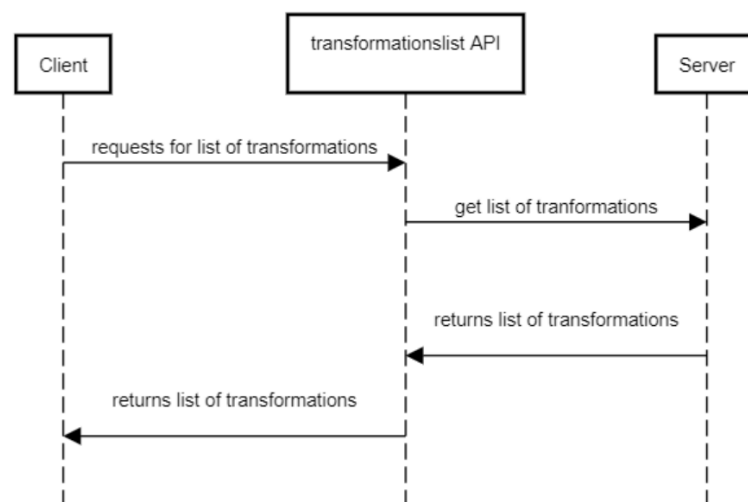 transformationslist API
Client
Server
requests for list of transformations
get list of tranformations
returns list of transformations
returns list of transformations